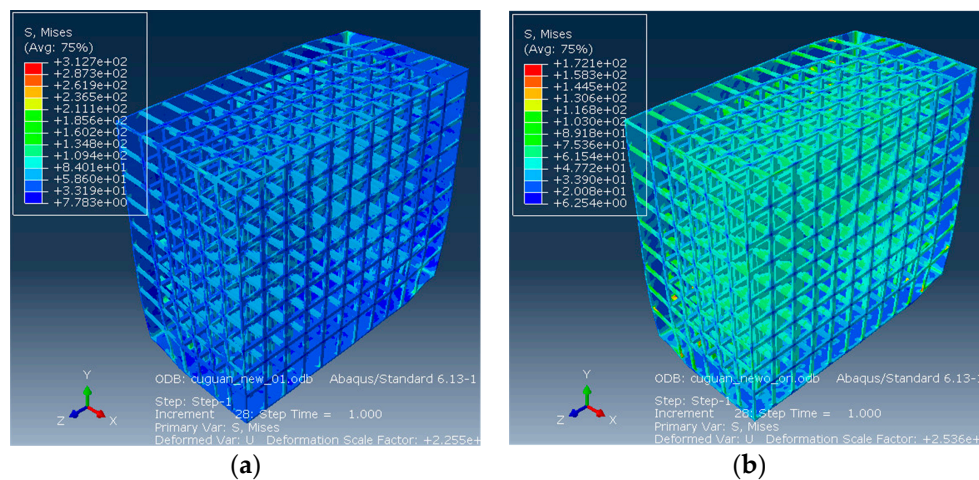 S, Mises
(Avg: 75%)
+3.127e+02
+2.873e+02
+2.619e+02
+2.365e+02
+2.111e+02
+1.856e+02
+1.602e+02
+1.348e+02
+1.094e+02
+8.401e+01
+5.860e+01
+3.319e+01
+7.783e+00
Y
Z
X
ODB: cuguan_new_01.odb Abaqus/Standard 6.13-1
Step: Step-1
Increment 28: Step Time = 1.000
Primary Var: S, Mises
Deformed Var: U Deformation Scale Factor: +2.255e+
(a)
S, Mises
(Avg: 75%)
+1.721e+02
+1.583e+02
+1.445e+02
+1.306e+02
+1.168e+02
+1.030e+02
+8.918e+01
+7.536e+01
+6.154e+01
+4.772e+01
+3.390e+01
+2.008e+01
+6.254e+00
Y
Z
X
ODB: cuguan_newo_ori.odb Abaqus/Standard 6.13-1
Step: Step-1
Increment 28: Step Time = 1.000
Primary Var: S, Mises
Deformed Var: U Deformation Scale Factor: +2.536e+
(b)